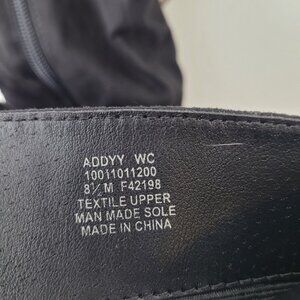 ADDYY WC
10011011200
8½ M F42198
TEXTILE UPPER
MAN MADE SOLE
MADE IN CHINA